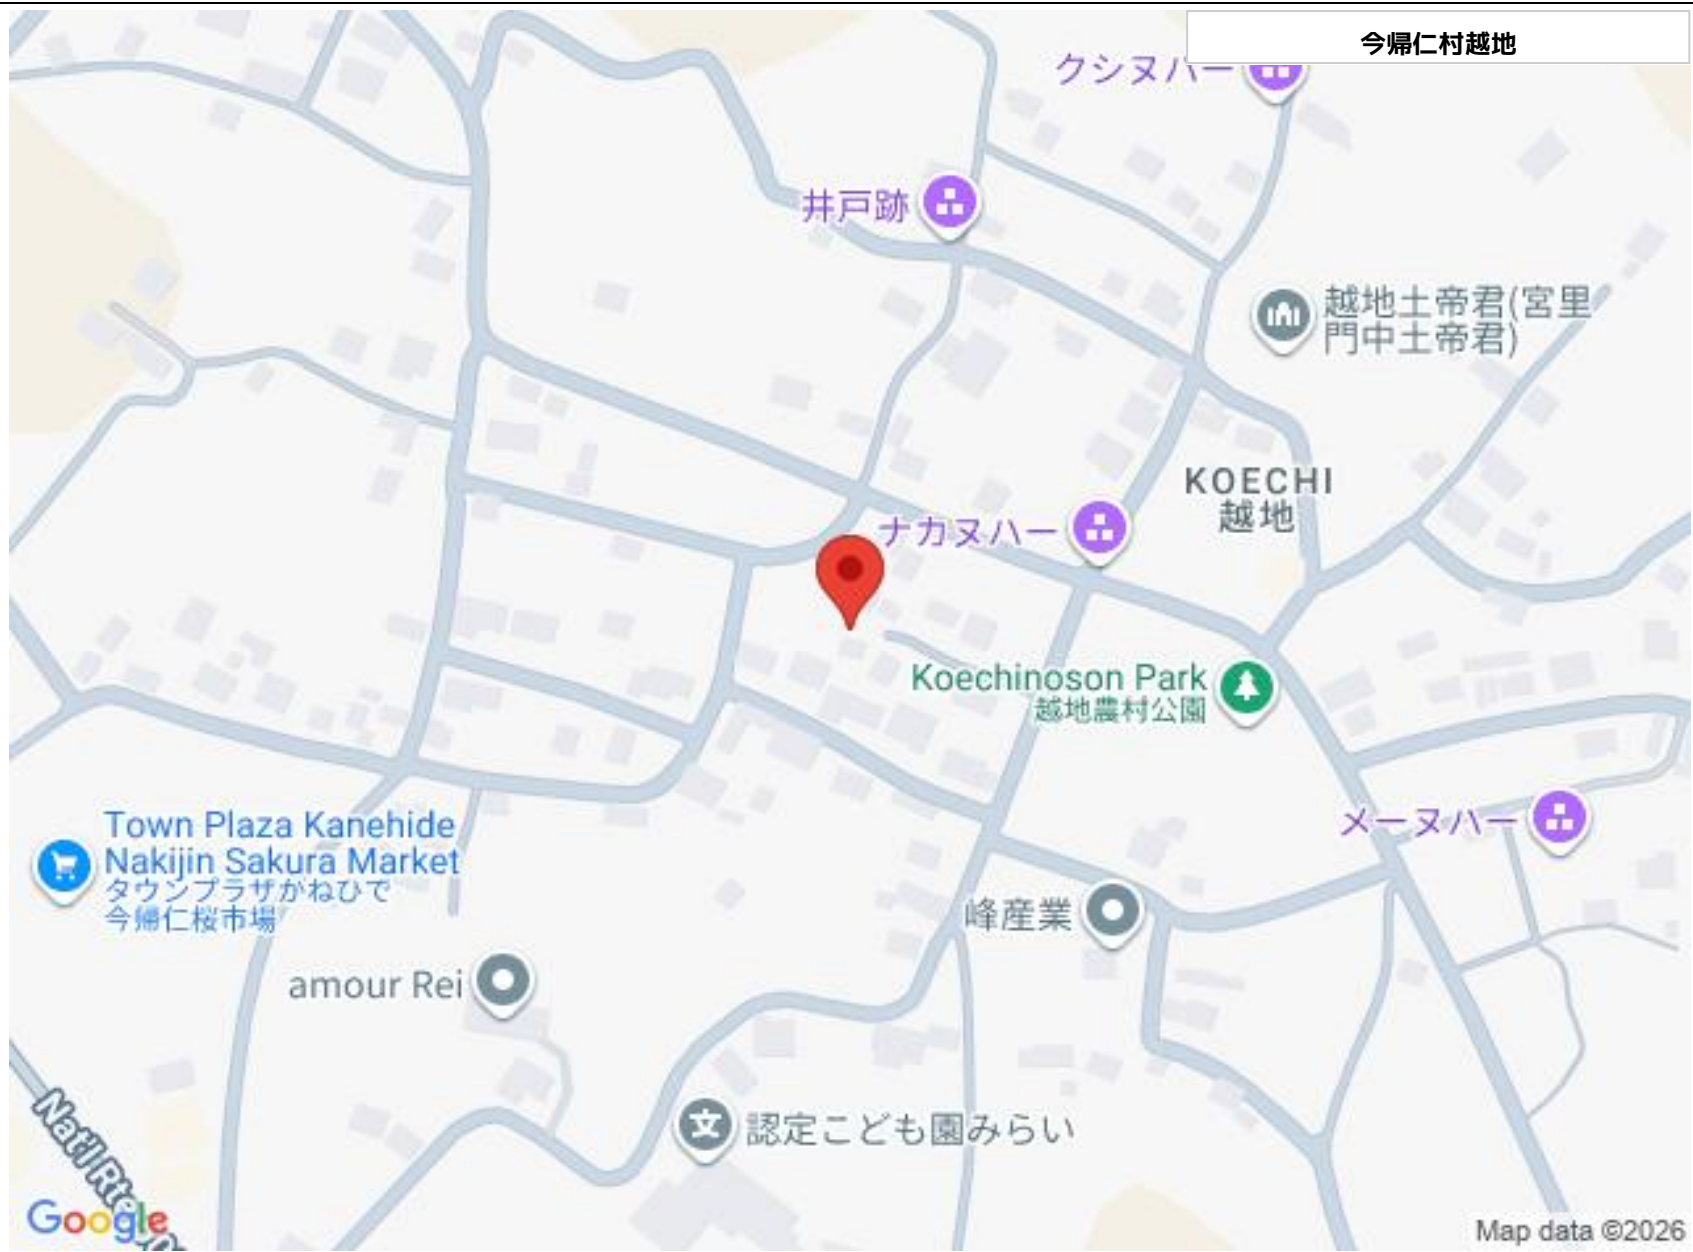 今帰仁村越地
クシヌハー
井戸跡
越地土帝君(宮里
門中土帝君)
KOECHI
越地
ナカヌハー
Koechinoson Park
越地農村公園
メーヌハー
Town Plaza Kanehide
Nakijin Sakura Market
タウンプラザかねひで
今帰仁桜市場
峰産業
amour Rei
認定こども園みらい
Nat'l Rte
Google
Map data ©2026